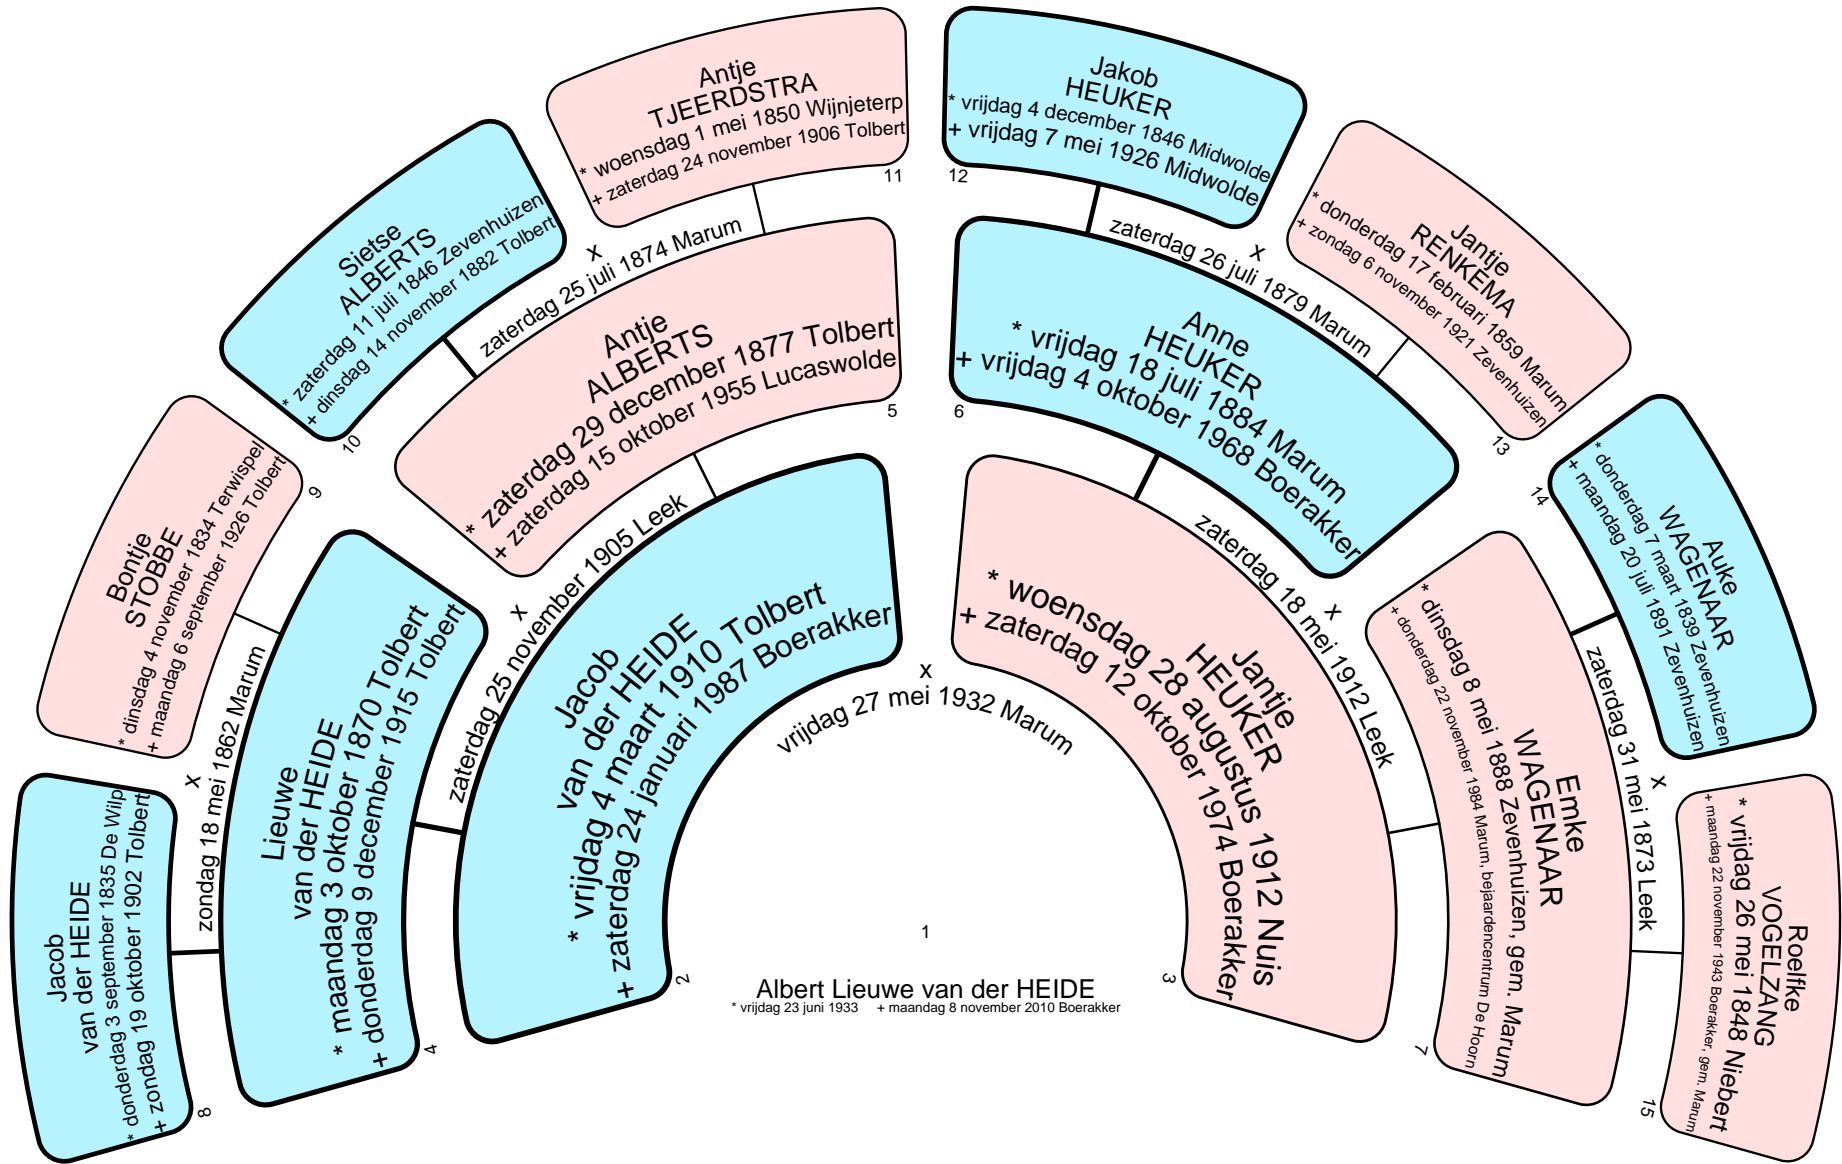 Antje
TJEERDSTRA
* woensdag 1 mei 1850 Wijnjeterp
+ zaterdag 24 november 1906 Tolbert
11
Jakob
HEUKER
* vrijdag 4 december 1846 Midwolde
+ vrijdag 7 mei 1926 Midwolde
12
Sietse
ALBERTS
* zaterdag 11 juli 1846 Zevenhuizen
+ dinsdag 14 november 1882 Tolbert
10
x
zaterdag 25 juli 1874 Marum
x
zaterdag 26 juli 1879 Marum
Jantje
RENKEMA
* donderdag 17 februari 1859 Marum
+ zondag 6 november 1921 Zevenhuizen
13
Antje
ALBERTS
* zaterdag 29 december 1877 Tolbert
+ zaterdag 15 oktober 1955 Lucaswolde
5
Anne
HEUKER
* vrijdag 18 juli 1884 Marum
+ vrijdag 4 oktober 1968 Boerakker
6
Bontje
STOBBE
* dinsdag 4 november 1834 Terwispel
+ maandag 6 september 1926 Tolbert
9
Auke
WAGENAAR
* donderdag 7 maart 1839 Zevenhuizen
+ maandag 20 juli 1891 Zevenhuizen
14
x
zaterdag 25 november 1905 Leek
x
zaterdag 18 mei 1912 Leek
x
zondag 18 mei 1862 Marum
x
zaterdag 31 mei 1873 Leek
Lieuwe
van der HEIDE
* maandag 3 oktober 1870 Tolbert
+ donderdag 9 december 1915 Tolbert
4
Jacob
van der HEIDE
* vrijdag 4 maart 1910 Tolbert
+ zaterdag 24 januari 1987 Boerakker
2
x
vrijdag 27 mei 1932 Marum
Jantje
HEUKER
* woensdag 28 augustus 1912 Nuis
+ zaterdag 12 oktober 1974 Boerakker
3
Emke
WAGENAAR
* dinsdag 8 mei 1888 Zevenhuizen, gem. Marum
+ donderdag 22 november 1984 Marum, bejaardencentrum De Hoorn
7
Jacob
van der HEIDE
* donderdag 3 september 1835 De Wilp
+ zondag 19 oktober 1902 Tolbert
8
Roelfke
VOGELZANG
* vrijdag 26 mei 1848 Niebert
+ maandag 22 november 1943 Boerakker, gem. Marum
15
1
Albert Lieuwe van der HEIDE
* vrijdag 23 juni 1933 + maandag 8 november 2010 Boerakker